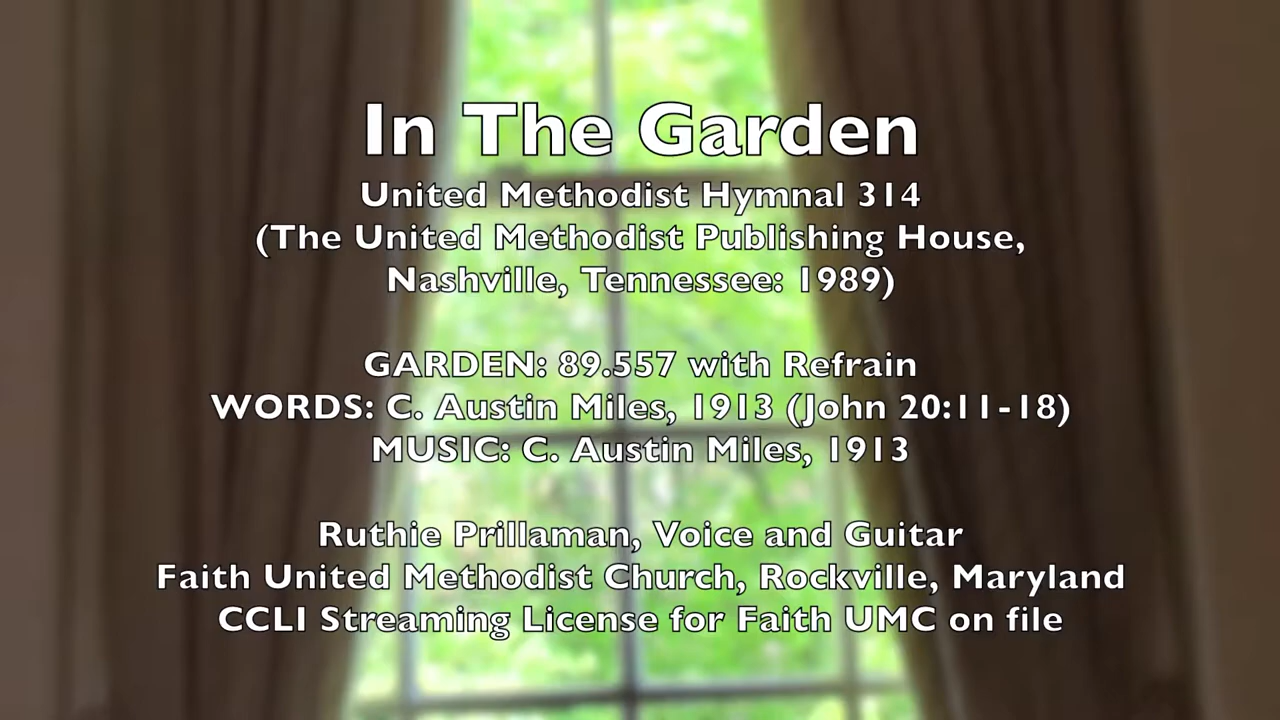 In The Garden
United Methodist Hymnal 314
(The United Methodist Publishing House,
Nashville, Tennessee: 1989)
GARDEN: 89.557 with Refrain
WORDS: C. Austin Miles, 1913 (John 20:11-18)
MUSIC: C. Austin Miles, 1913
Ruthie Prillaman, Voice and Guitar
Faith United Methodist Church, Rockville, Maryland
CCLI Streaming License for Faith UMC on file